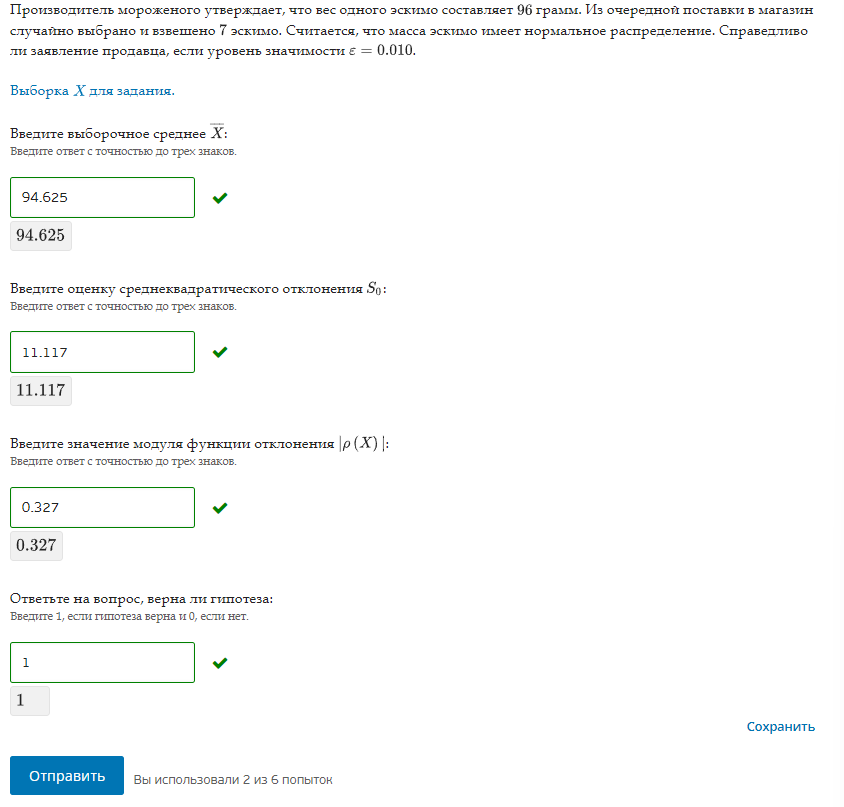 Производитель мороженого утверждает, что вес одного эскимо составляет 96 грамм. Из очередной поставки в магазин
случайно выбрано и взвешено 7 эскимо. Считается, что масса эскимо имеет нормальное распределение. Справедливо
ли заявление продавца, если уровень значимости ε = 0.010.
Выборка X для задания.
Введите выборочное среднее X̅:
Введите ответ с точностью до трех знаков.
94.625
94.625
Введите оценку среднеквадратического отклонения S₀:
Введите ответ с точностью до трех знаков.
11.117
11.117
Введите значение модуля функции отклонения |ρ (X) |:
Введите ответ с точностью до трех знаков.
0.327
0.327
Ответьте на вопрос, верна ли гипотеза:
Введите 1, если гипотеза верна и 0, если нет.
1
1
Сохранить
Отправить Вы использовали 2 из 6 попыток